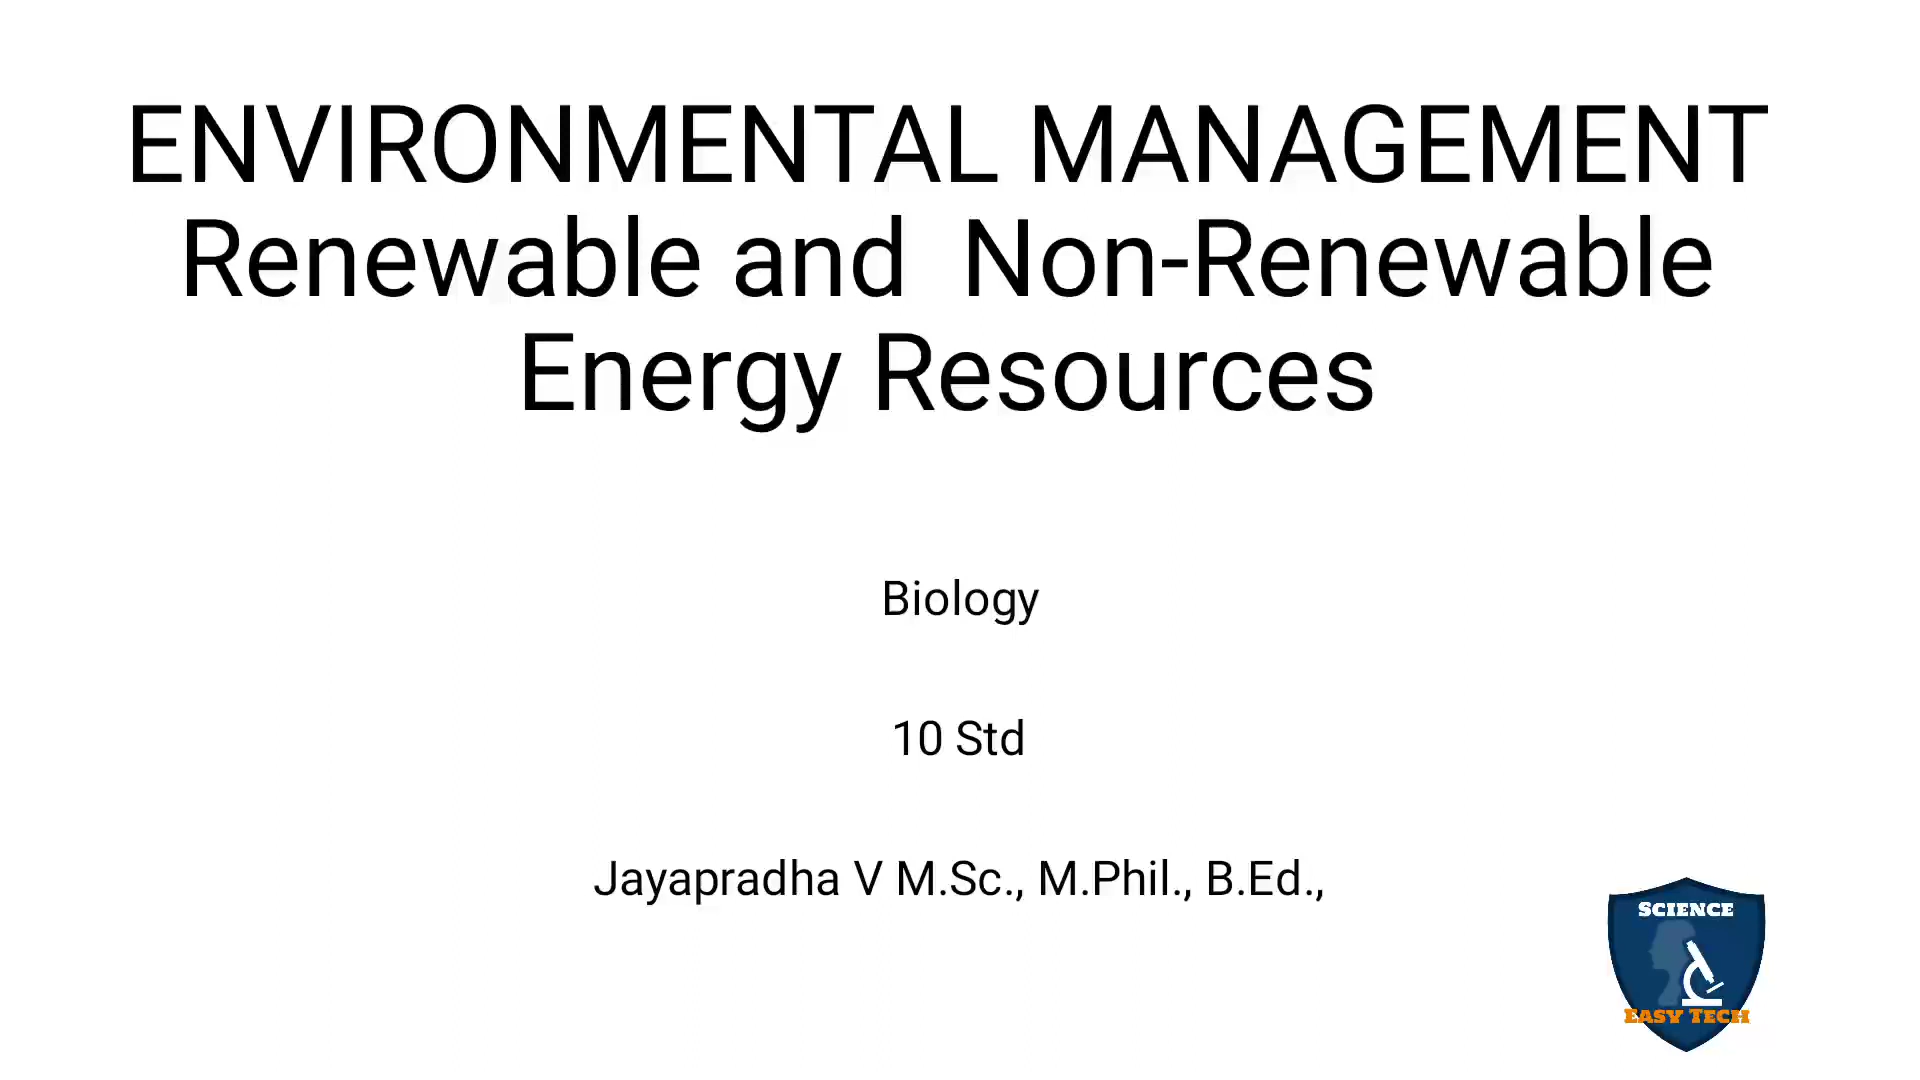 ENVIRONMENTAL MANAGEMENT
Renewable and  Non-Renewable
Energy Resources
Biology
10 Std
Jayapradha V M.Sc., M.Phil., B.Ed.,
SCIENCE
EASY TECH